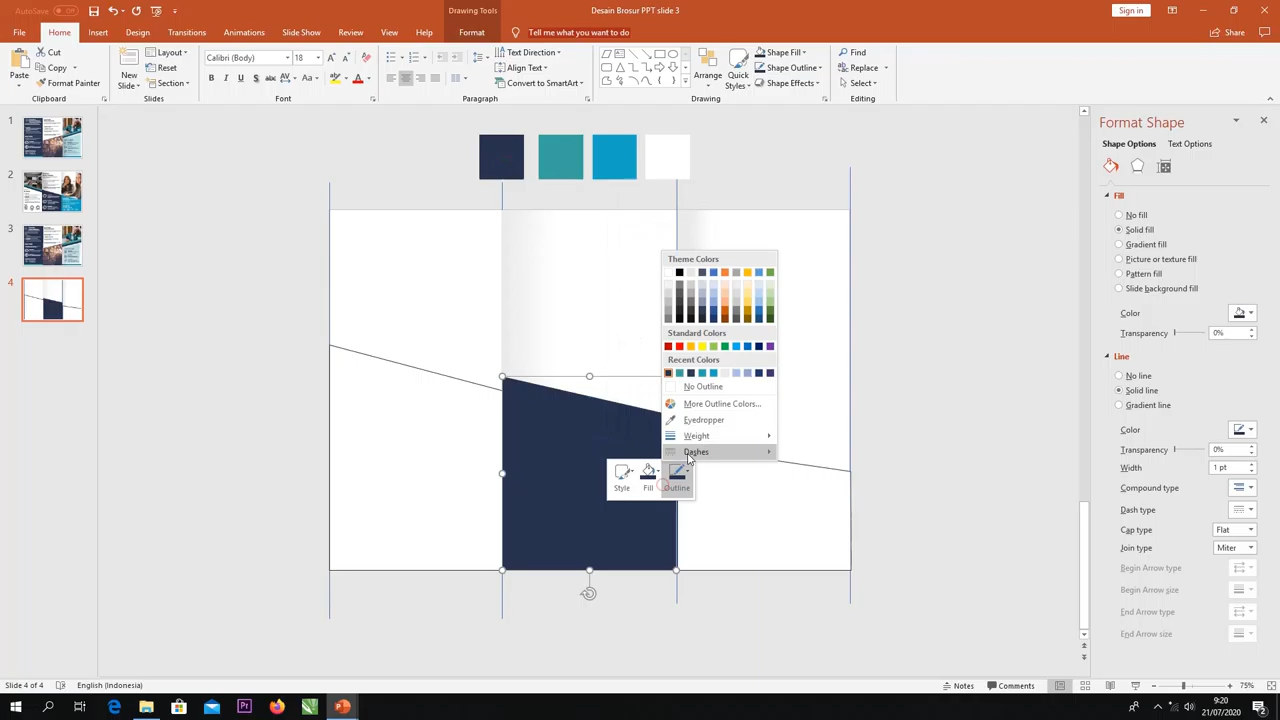 AutoSave Off
Drawing Tools
Desain Brosur PPT slide 3
Sign in
File Home Insert Design Transitions Animations Slide Show Review View Help Format Tell me what you want to do Share
Paste
Cut
Copy
Format Painter
Clipboard
New Slide
Layout
Reset
Section
Slides
Calibri (Body) 18
Font
Text Direction
Align Text
Convert to SmartArt
Paragraph
Arrange
Quick Styles
Shape Fill
Shape Outline
Shape Effects
Drawing
Find
Replace
Select
Editing
1
2
3
4
Theme Colors
Standard Colors
Recent Colors
No Outline
More Outline Colors...
Eyedropper
Weight
Dashes
Style Fill Outline
Format Shape
Shape Options Text Options
Fill
No fill
Solid fill
Gradient fill
Picture or texture fill
Pattern fill
Slide background fill
Color
Transparency 0%
Line
No line
Solid line
Gradient line
Color
Transparency 0%
Width 1 pt
Compound type
Dash type
Cap type Flat
Join type Miter
Begin Arrow type
Begin Arrow size
End Arrow type
End Arrow size
Slide 4 of 4 English (Indonesia) Notes Comments 75%
9:20
21/07/2020